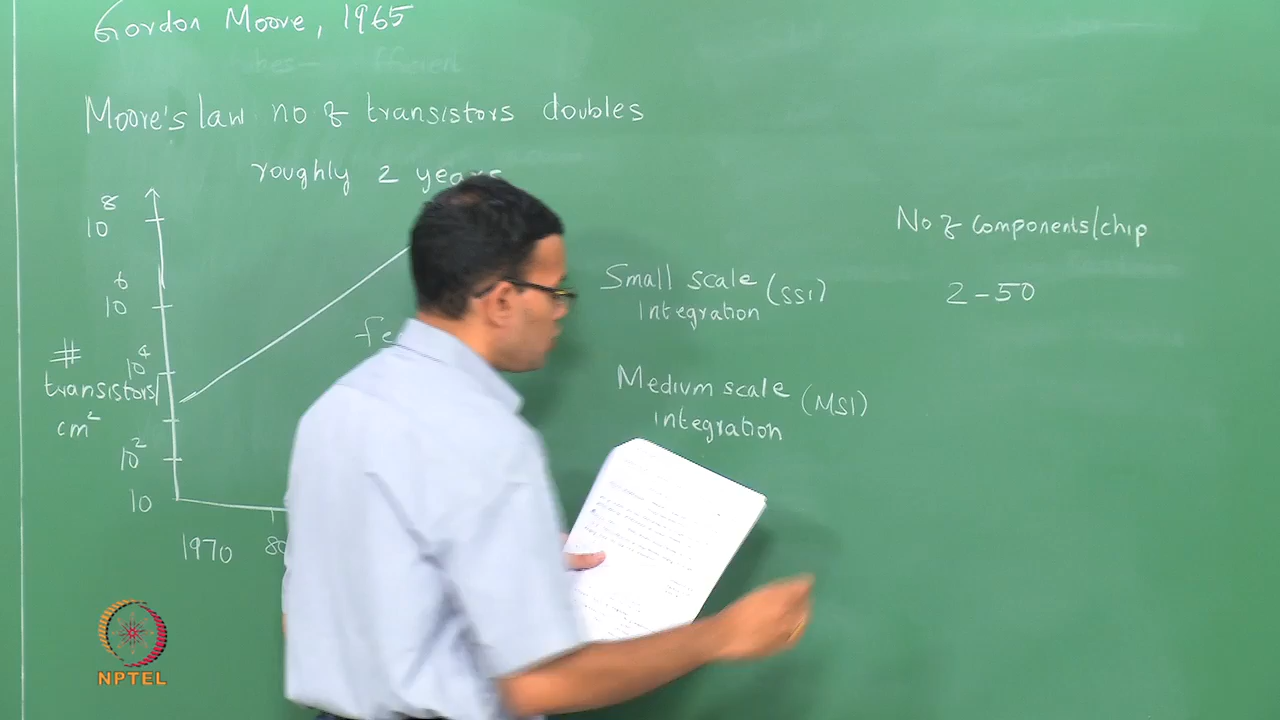 Gordon Moore, 1965
Moore's law no of transistors doubles
roughly 2 years
10^8
10^6
10^4
# transistors/
cm^2
10^2
10
1970 80
No of components/chip
Small scale (SSI)
Integration
2-50
Medium scale (MSI)
integration
NPTEL